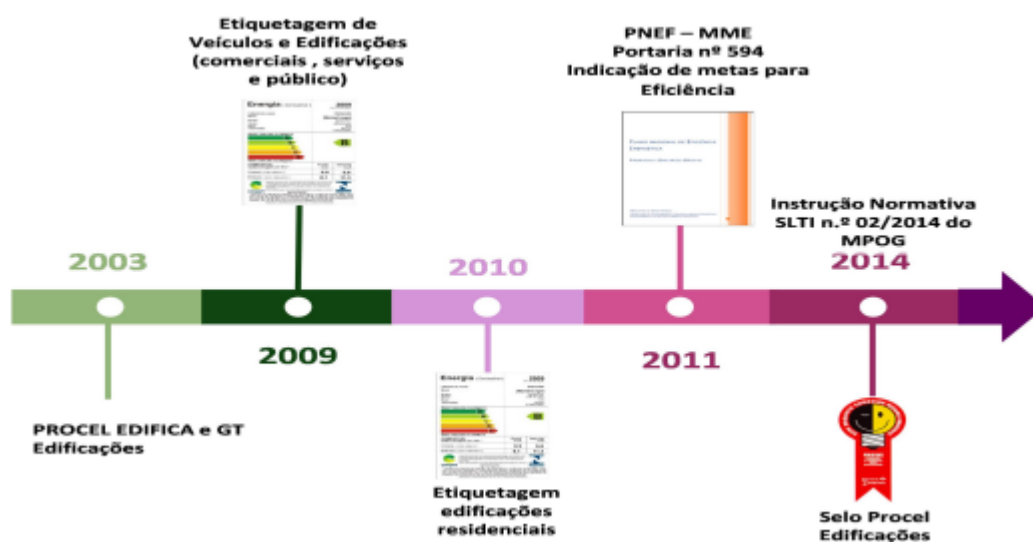 Etiquetagem de
Veículos e Edificações
(comerciais , serviços
e público)
PNEF – MME
Portaria nº 594
Indicação de metas para
Eficiência
Energia
Energia
Instrução Normativa
SLTI n.º 02/2014 do
MPOG
2003
2010
2014
2009
2011
PROCEL EDIFICA e GT
Edificações
Etiquetagem
edificações
residenciais
Selo Procel
Edificações